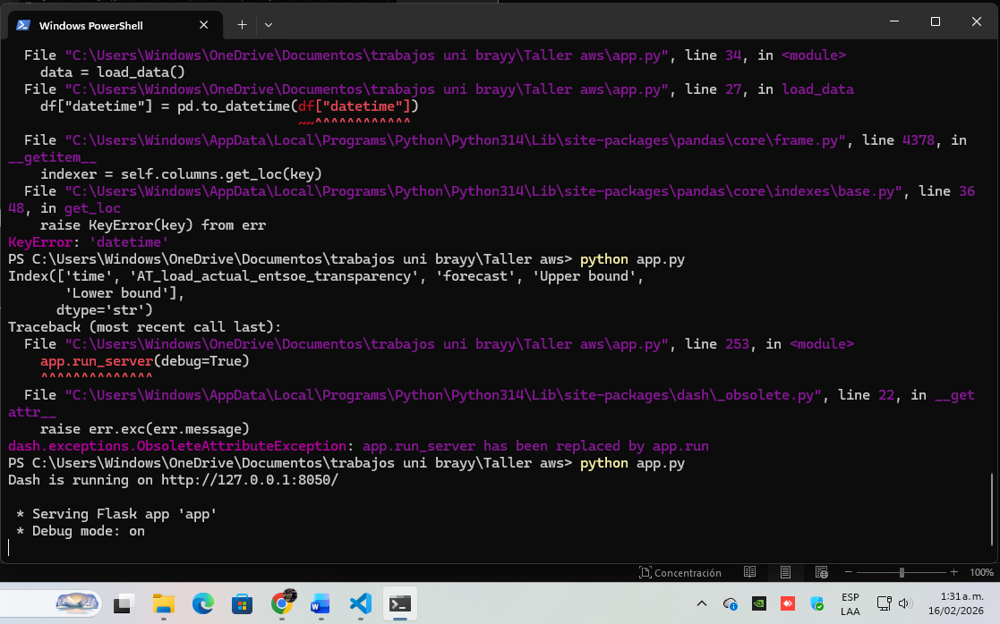 Windows PowerShell
File "C:\Users\Windows\OneDrive\Documentos\trabajos uni brayy\Taller aws\app.py", line 34, in <module>
data = load_data()
File "C:\Users\Windows\OneDrive\Documentos\trabajos uni brayy\Taller aws\app.py", line 27, in load_data
df["datetime"] = pd.to_datetime(df["datetime"])
~~^^^^^^^^^^^^
File "C:\Users\Windows\AppData\Local\Programs\Python\Python314\Lib\site-packages\pandas\core\frame.py", line 4378, in
__getitem__
indexer = self.columns.get_loc(key)
File "C:\Users\Windows\AppData\Local\Programs\Python\Python314\Lib\site-packages\pandas\core\indexes\base.py", line 36
48, in get_loc
raise KeyError(key) from err
KeyError: 'datetime'
PS C:\Users\Windows\OneDrive\Documentos\trabajos uni brayy\Taller aws> python app.py
Index(['time', 'AT_load_actual_entsoe_transparency', 'forecast', 'Upper bound',
'Lower bound'],
dtype='str')
Traceback (most recent call last):
File "C:\Users\Windows\OneDrive\Documentos\trabajos uni brayy\Taller aws\app.py", line 253, in <module>
app.run_server(debug=True)
^^^^^^^^^^^^^^
File "C:\Users\Windows\AppData\Local\Programs\Python\Python314\Lib\site-packages\dash\_obsolete.py", line 22, in __get
attr__
raise err.exc(err.message)
dash.exceptions.ObsoleteAttributeException: app.run_server has been replaced by app.run
PS C:\Users\Windows\OneDrive\Documentos\trabajos uni brayy\Taller aws> python app.py
Dash is running on http://127.0.0.1:8050/
* Serving Flask app 'app'
* Debug mode: on
Concentración
100%
ESP
LAA
1:31 a.m.
16/02/2026